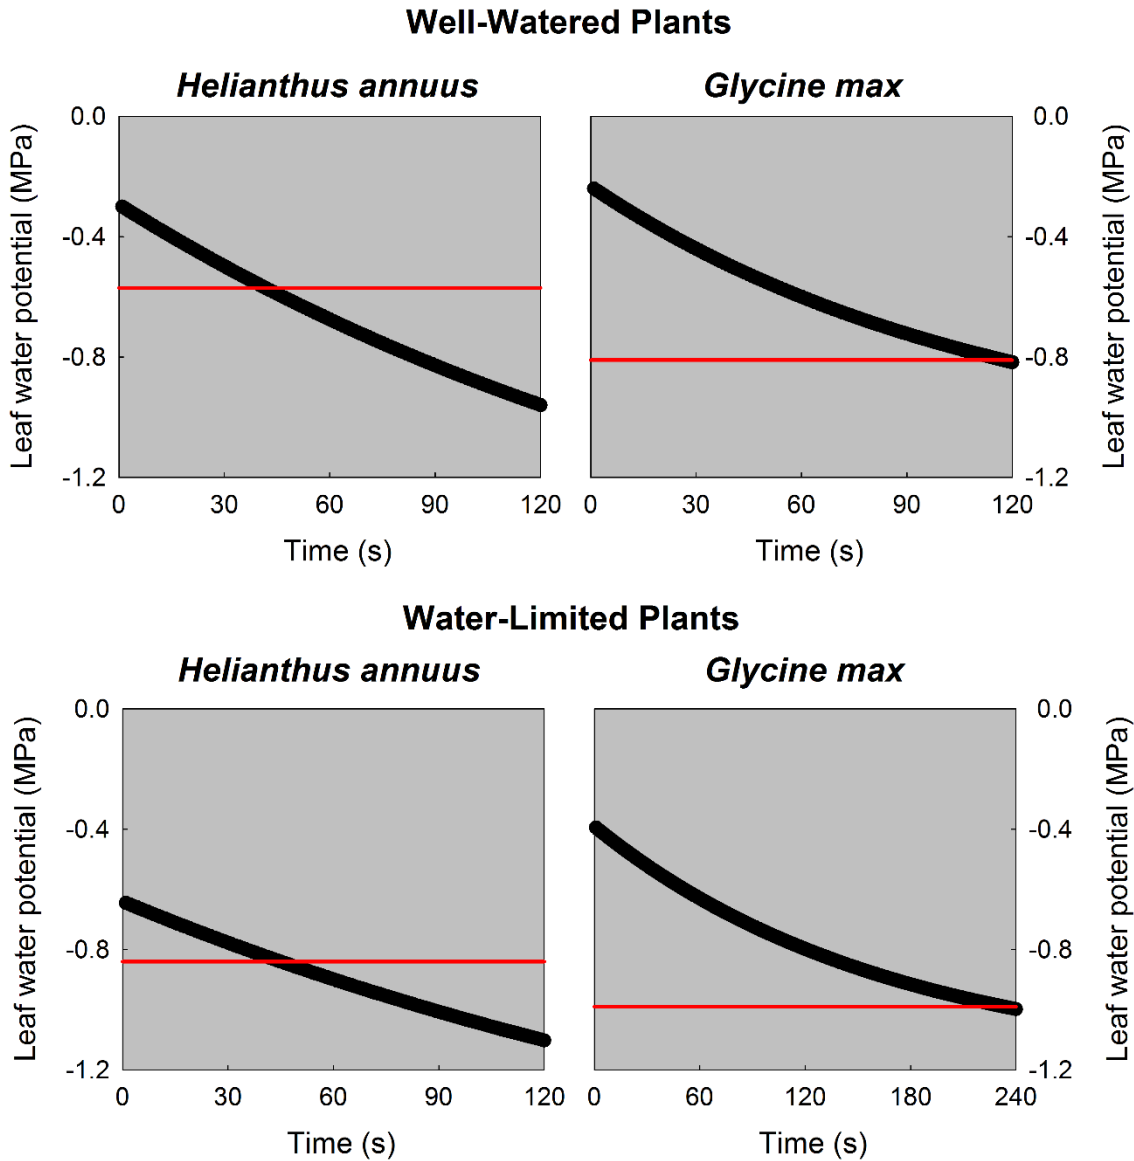 Well-Watered Plants
Helianthus annuus
Glycine max
Leaf water potential (MPa)
0.0
-0.4
-0.8
-1.2
0 30 60 90 120
Time (s)
0 30 60 90 120
Time (s)
0.0
-0.4
-0.8
-1.2
Leaf water potential (MPa)
Water-Limited Plants
Helianthus annuus
Glycine max
Leaf water potential (MPa)
0.0
-0.4
-0.8
-1.2
0 30 60 90 120
Time (s)
0 60 120 180 240
Time (s)
0.0
-0.4
-0.8
-1.2
Leaf water potential (MPa)